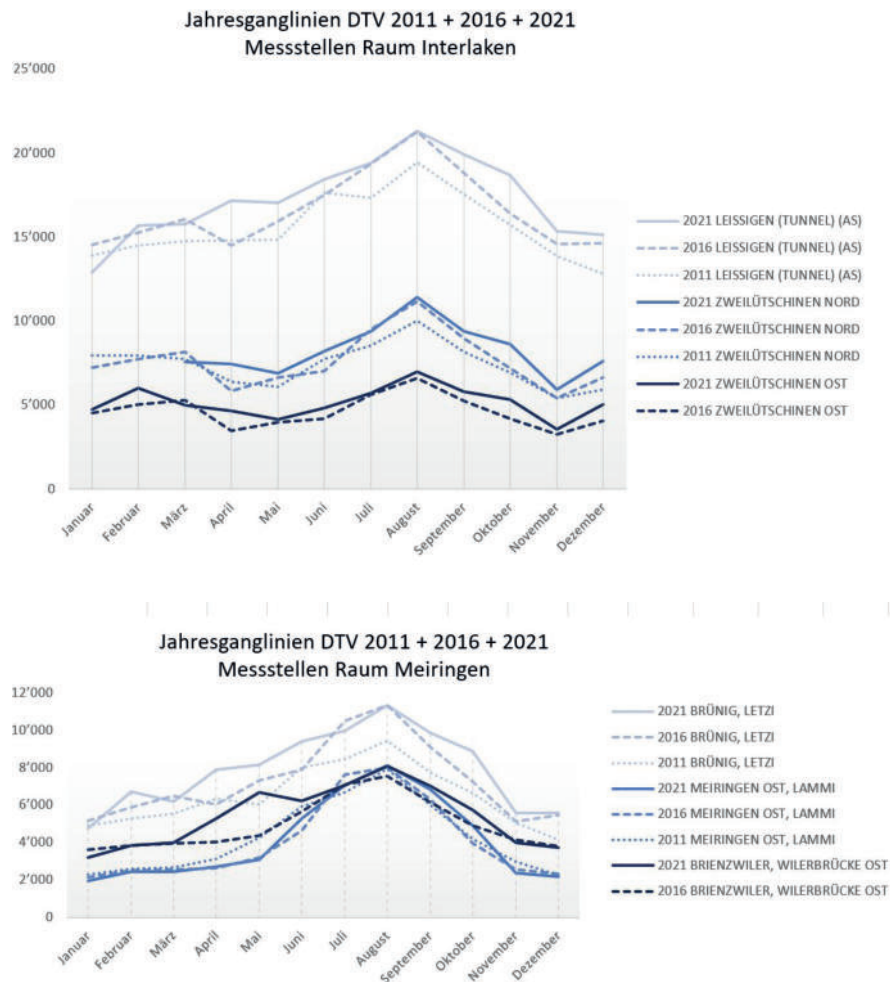 Jahresganglinien DTV 2011 + 2016 + 2021
Messstellen Raum Interlaken
25’000
20’000
15’000
10’000
5’000
0
Januar
Februar
März
April
Mai
Juni
Juli
August
September
Oktober
November
Dezember
2021 LEISSIGEN (TUNNEL) (AS)
2016 LEISSIGEN (TUNNEL) (AS)
2011 LEISSIGEN (TUNNEL) (AS)
2021 ZWEILÜTSCHINEN NORD
2016 ZWEILÜTSCHINEN NORD
2011 ZWEILÜTSCHINEN NORD
2021 ZWEILÜTSCHINEN OST
2016 ZWEILÜTSCHINEN OST
Jahresganglinien DTV 2011 + 2016 + 2021
Messstellen Raum Meiringen
12’000
10’000
8’000
6’000
4’000
2’000
0
Januar
Februar
März
April
Mai
Juni
Juli
August
September
Oktober
November
Dezember
2021 BRÜNIG, LETZI
2016 BRÜNIG, LETZI
2011 BRÜNIG, LETZI
2021 MEIRINGEN OST, LAMMI
2016 MEIRINGEN OST, LAMMI
2011 MEIRINGEN OST, LAMMI
2021 BRIENZWILER, WILERBRÜCKE OST
2016 BRIENZWILER, WILERBRÜCKE OST